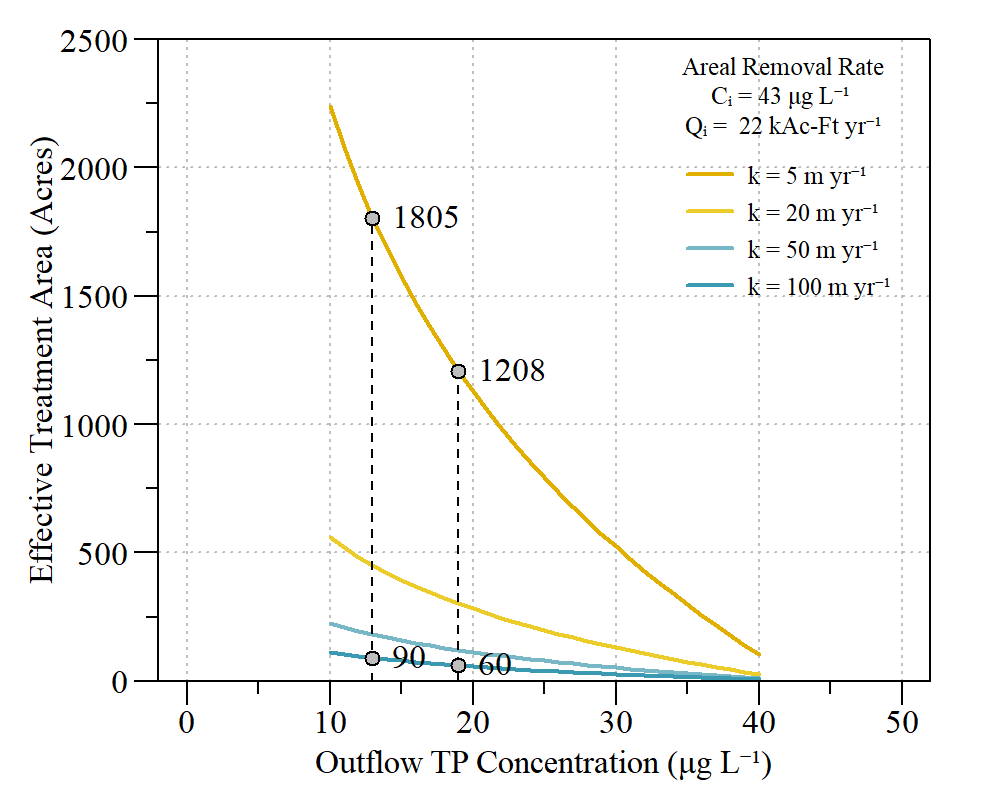 2500
2000
1500
1000
500
0
Effective Treatment Area (Acres)
Areal Removal Rate
Cᵢ = 43 μg L⁻¹
Qᵢ = 22 kAc-Ft yr⁻¹
k = 5 m yr⁻¹
k = 20 m yr⁻¹
k = 50 m yr⁻¹
k = 100 m yr⁻¹
1805
1208
90
60
0 10 20 30 40 50
Outflow TP Concentration (μg L⁻¹)